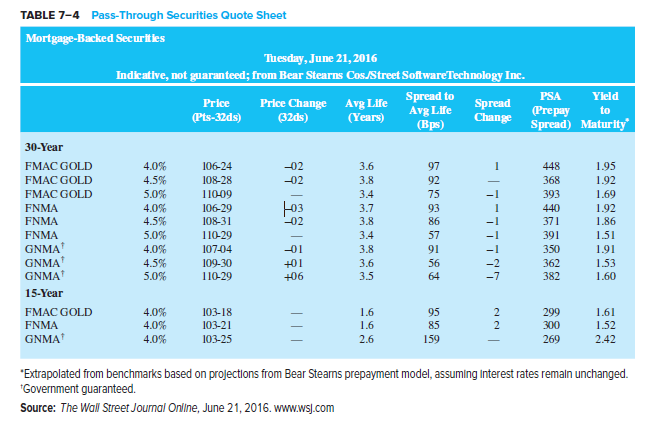 TABLE 7–4 Pass-Through Securities Quote Sheet
Mortgage-Backed Securities
Tuesday, June 21, 2016
Indicative, not guaranteed; from Bear Stearns Cos./Street SoftwareTechnology Inc.
Price (Pts-32ds) Price Change (32ds) Avg Life (Years) Spread to Avg Life (Bps) Spread Change PSA (Prepay Spread) Yield to Maturity*
30-Year
FMAC GOLD 4.0% 106-24 –02 3.6 97 1 448 1.95
FMAC GOLD 4.5% 108-28 –02 3.8 92 — 368 1.92
FMAC GOLD 5.0% 110-09 — 3.4 75 –1 393 1.69
FNMA 4.0% 106-29 –03 3.7 93 1 440 1.92
FNMA 4.5% 108-31 –02 3.8 86 –1 371 1.86
FNMA 5.0% 110-29 — 3.4 57 –1 391 1.51
GNMA† 4.0% 107-04 –01 3.8 91 –1 350 1.91
GNMA† 4.5% 109-30 +01 3.6 56 –2 362 1.53
GNMA† 5.0% 110-29 +06 3.5 64 –7 382 1.60
15-Year
FMAC GOLD 4.0% 103-18 — 1.6 95 2 299 1.61
FNMA 4.0% 103-21 — 1.6 85 2 300 1.52
GNMA† 4.0% 103-25 — 2.6 159 — 269 2.42
*Extrapolated from benchmarks based on projections from Bear Stearns prepayment model, assuming interest rates remain unchanged.
†Government guaranteed.
Source: The Wall Street Journal Online, June 21, 2016. www.wsj.com